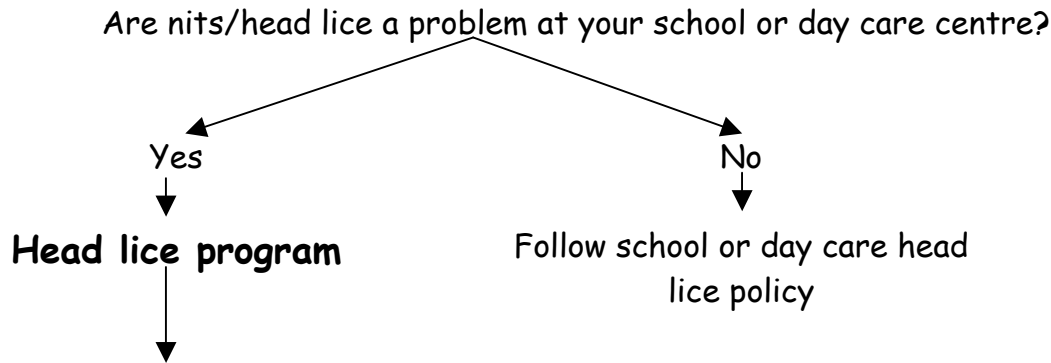 Are nits/head lice a problem at your school or day care centre?
Yes
No
Head lice program
Follow school or day care head
lice policy